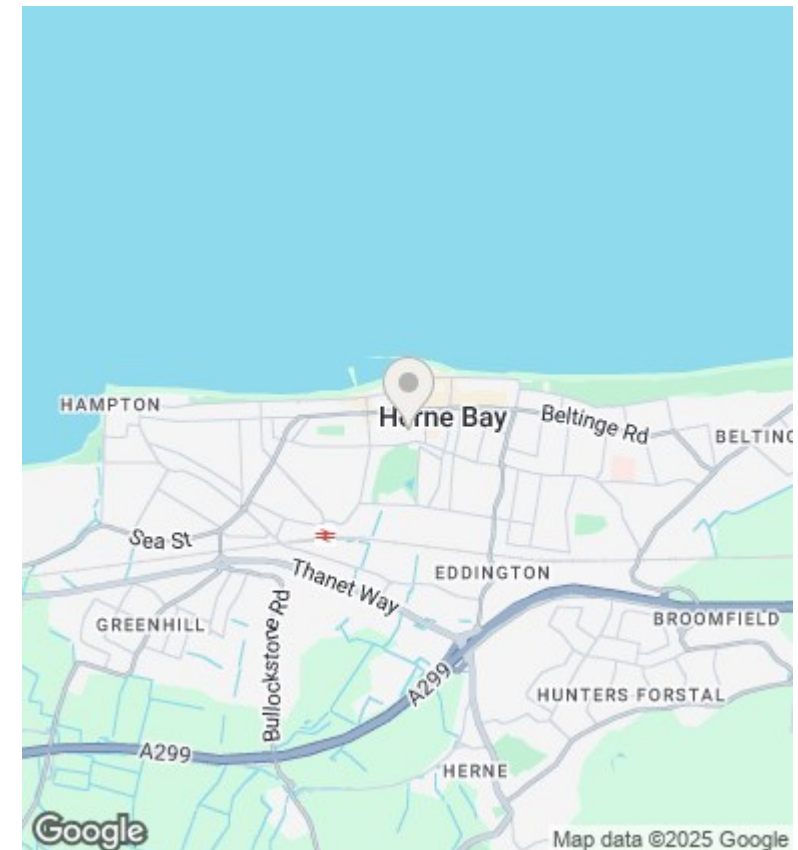 HAMPTON
Herne Bay
Beltinge Rd
BELTING
Sea St
Thanet Way
EDDINGTON
GREENHILL
Bullockstone Rd
BROOMFIELD
A299
HUNTERS FORSTAL
A299
HERNE
Google
Map data ©2025 Google